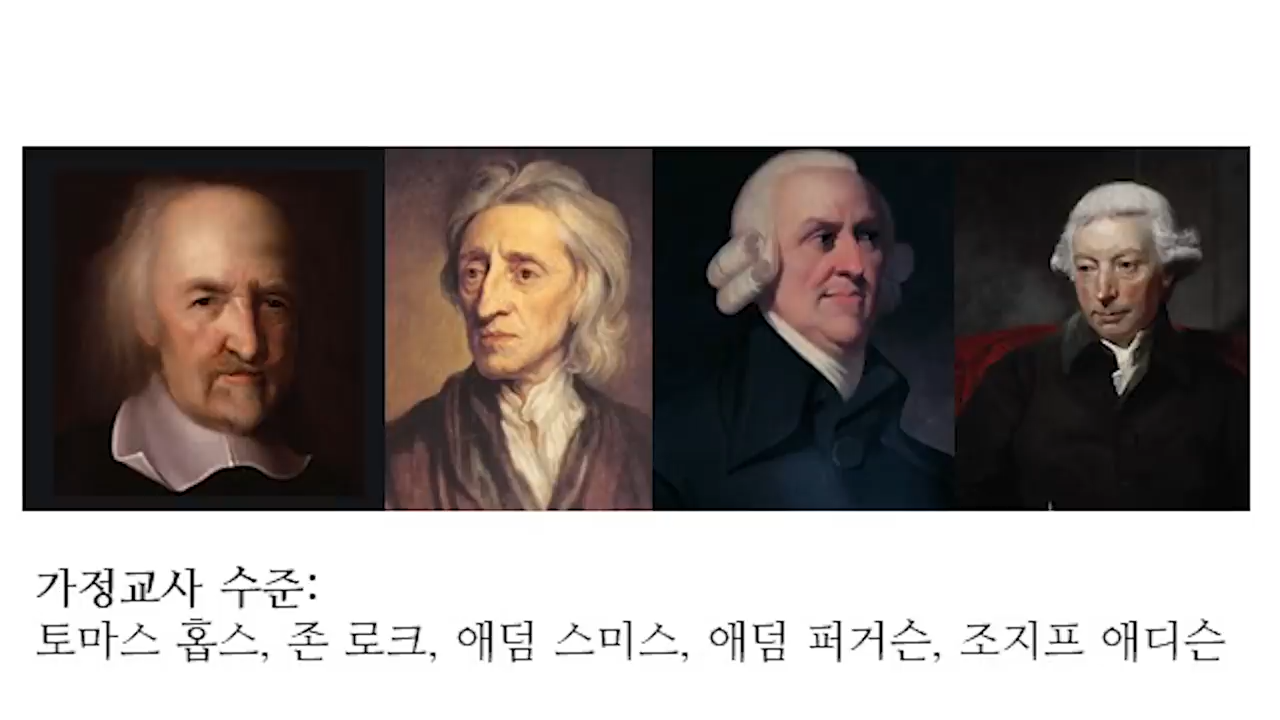 가정교사 수준:
토마스 홉스, 존 로크, 애덤 스미스, 애덤 퍼거슨, 조지프 애디슨